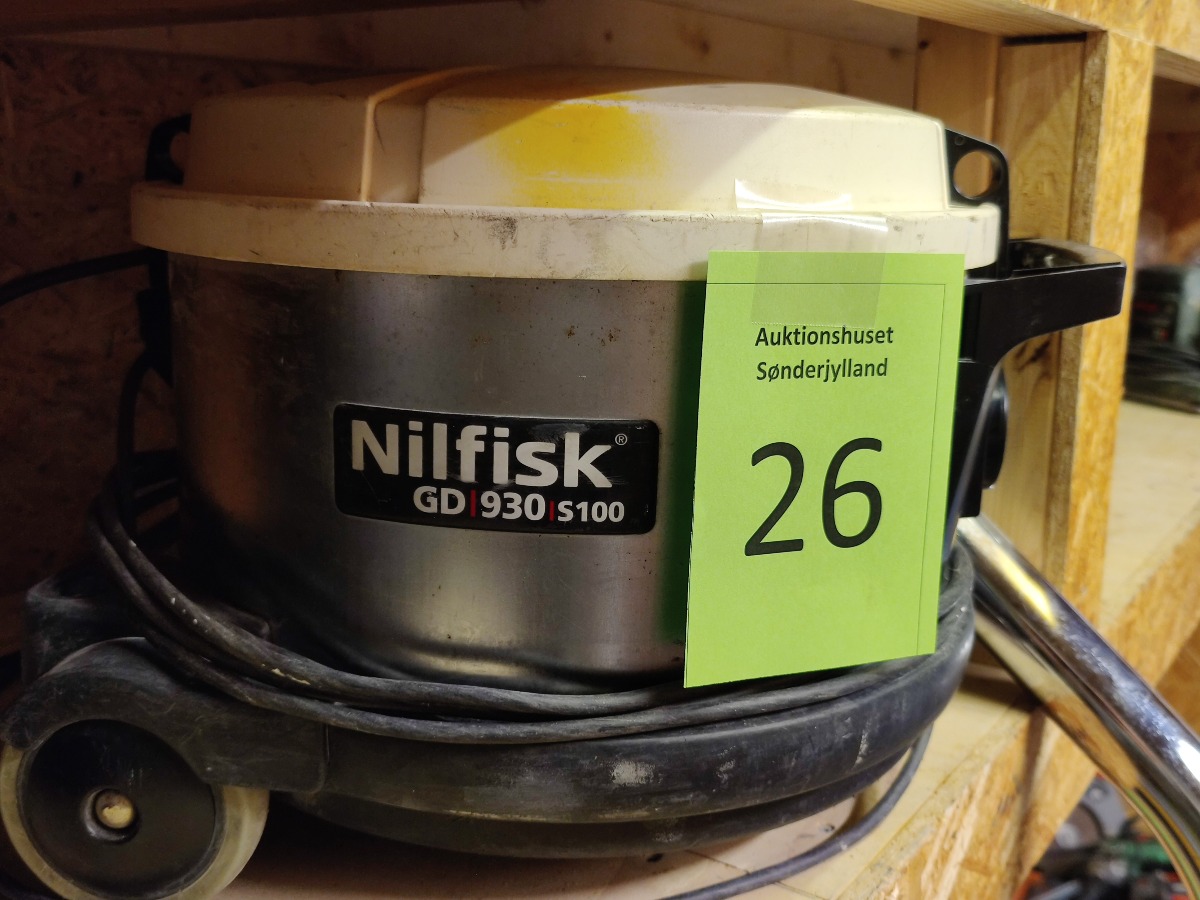 Nilfisk®
GD|930|S100
Auktionshuset
Sønderjylland
26